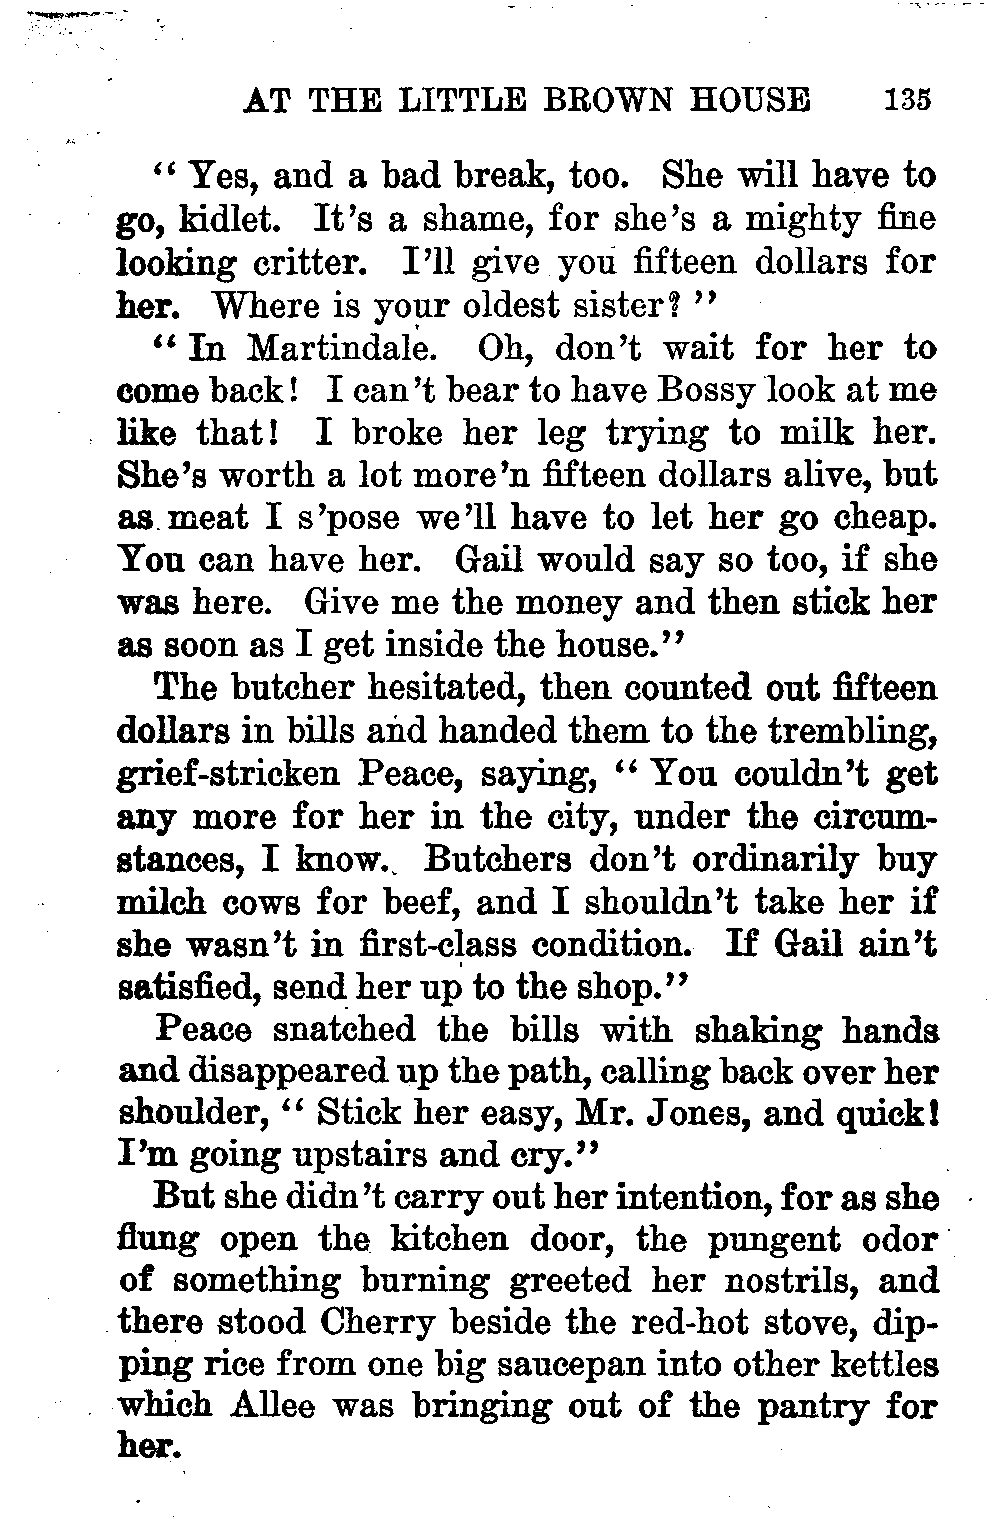 AT THE LITTLE BROWN HOUSE 135
“ Yes, and a bad break, too. She will have to
go, kidlet. It’s a shame, for she’s a mighty fine
looking critter. I’ll give you fifteen dollars for
her. Where is your oldest sister? ”
“ In Martindale. Oh, don’t wait for her to
come back! I can’t bear to have Bossy look at me
like that! I broke her leg trying to milk her.
She’s worth a lot more’n fifteen dollars alive, but
as meat I s’pose we’ll have to let her go cheap.
You can have her. Gail would say so too, if she
was here. Give me the money and then stick her
as soon as I get inside the house.”
The butcher hesitated, then counted out fifteen
dollars in bills and handed them to the trembling,
grief-stricken Peace, saying, “ You couldn’t get
any more for her in the city, under the circum-
stances, I know. Butchers don’t ordinarily buy
milch cows for beef, and I shouldn’t take her if
she wasn’t in first-class condition. If Gail ain’t
satisfied, send her up to the shop.”
Peace snatched the bills with shaking hands
and disappeared up the path, calling back over her
shoulder, “ Stick her easy, Mr. Jones, and quick!
I’m going upstairs and cry.”
But she didn’t carry out her intention, for as she
flung open the kitchen door, the pungent odor
of something burning greeted her nostrils, and
there stood Cherry beside the red-hot stove, dip-
ping rice from one big saucepan into other kettles
which Allee was bringing out of the pantry for
her.